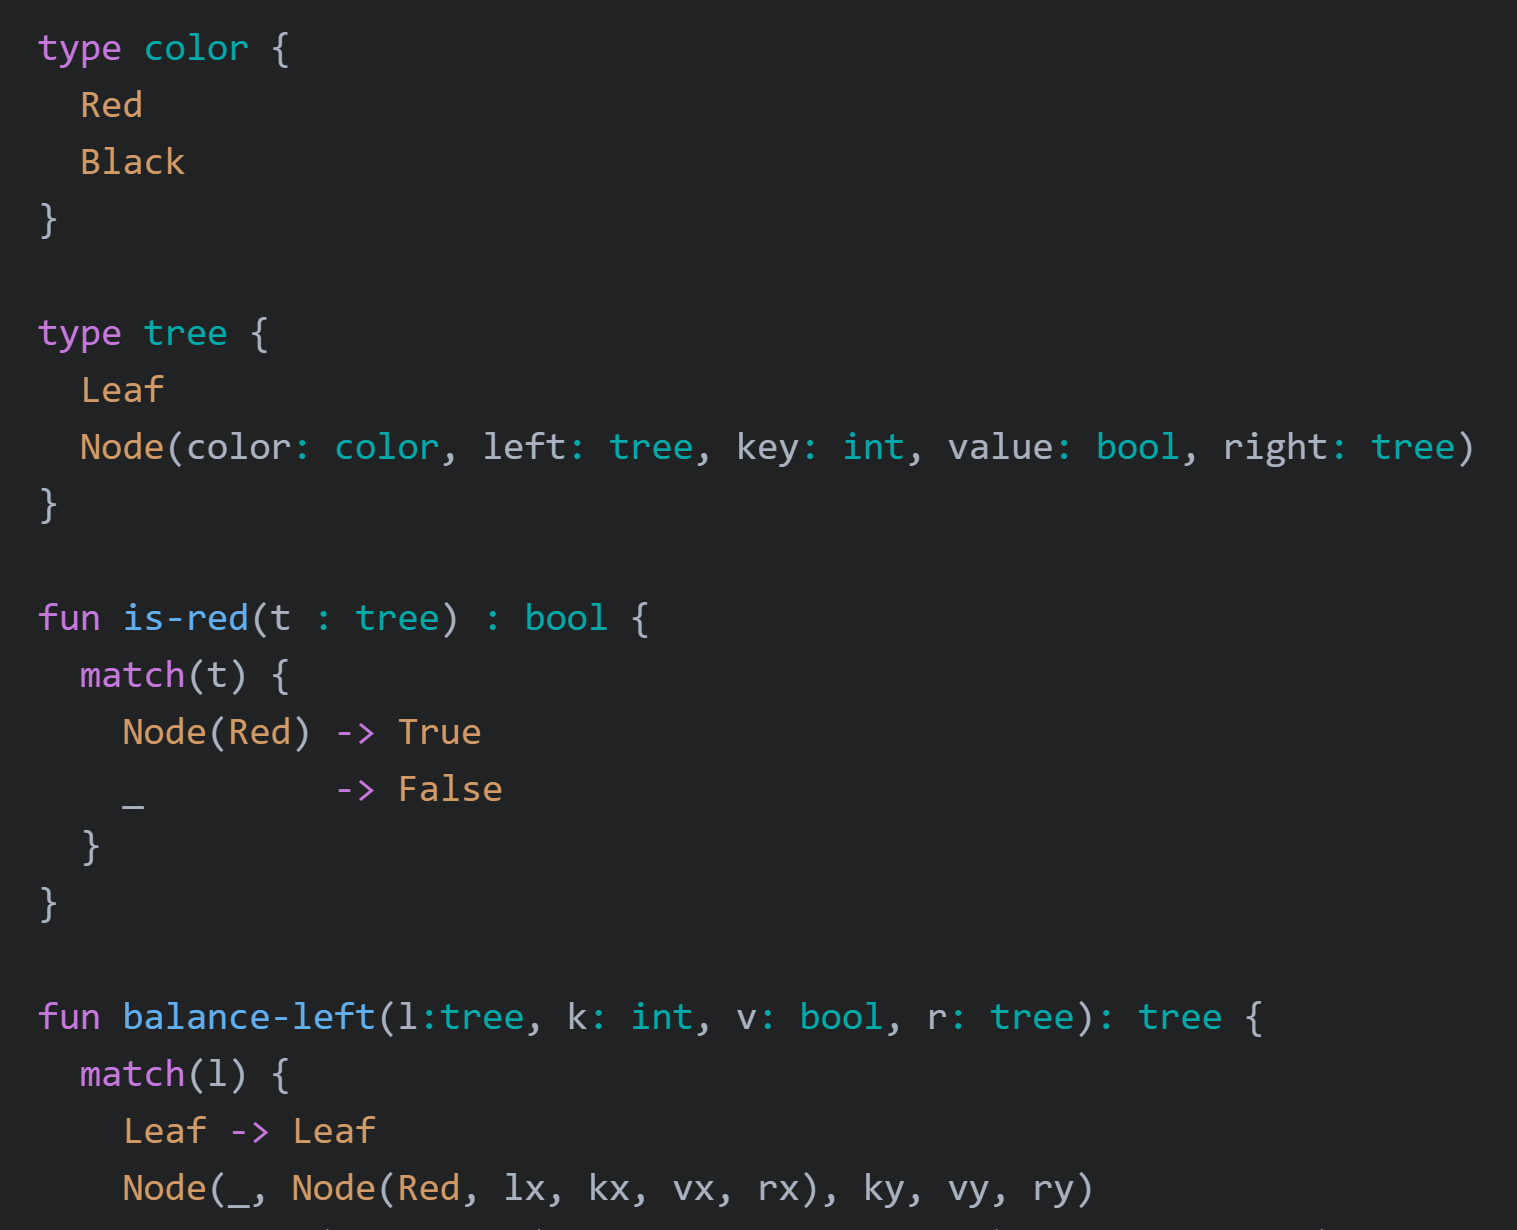 type color {
  Red
  Black
}

type tree {
  Leaf
  Node(color: color, left: tree, key: int, value: bool, right: tree)
}

fun is-red(t : tree) : bool {
  match(t) {
    Node(Red) -> True
    _         -> False
  }
}

fun balance-left(l:tree, k: int, v: bool, r: tree): tree {
  match(l) {
    Leaf -> Leaf
    Node(_, Node(Red, lx, kx, vx, rx), ky, vy, ry)